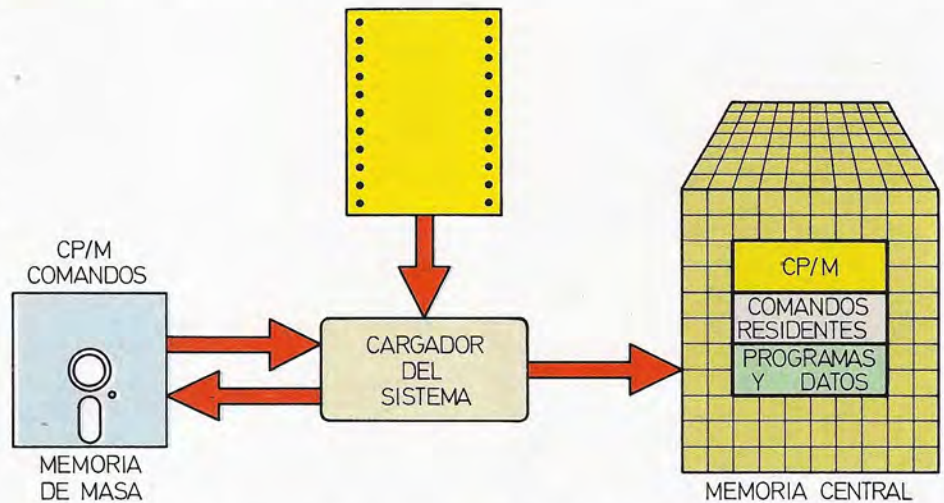 CP/M
COMANDOS
MEMORIA
DE MASA
CARGADOR
DEL
SISTEMA
CP/M
COMANDOS
RESIDENTES
PROGRAMAS
Y DATOS
MEMORIA CENTRAL